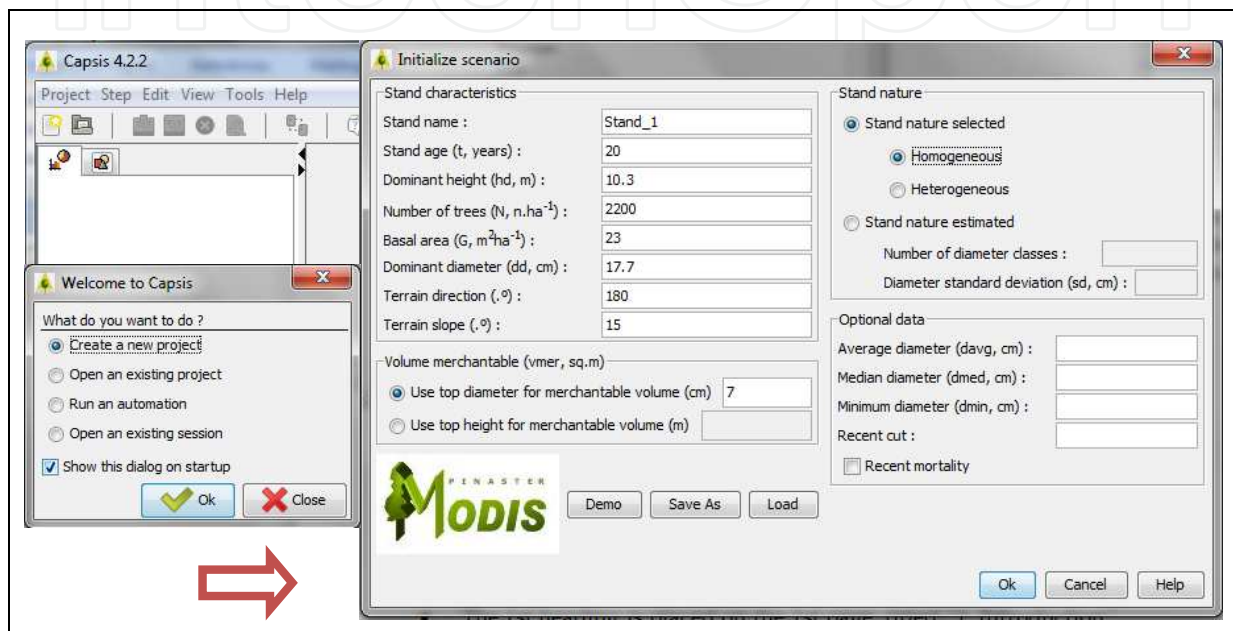 Capsis 4.2.2
Project Step Edit View Tools Help
Welcome to Capsis
What do you want to do ?
Create a new project
Open an existing project
Run an automation
Open an existing session
Show this dialog on startup
Ok
Close
Initialize scenario
Stand characteristics
Stand name : Stand_1
Stand age (t, years) : 20
Dominant height (hd, m) : 10.3
Number of trees (N, n.ha⁻¹) : 2200
Basal area (G, m²ha⁻¹) : 23
Dominant diameter (dd, cm) : 17.7
Terrain direction (.º) : 180
Terrain slope (.º) : 15
Volume merchantable (vmer, sq.m)
Use top diameter for merchantable volume (cm) 7
Use top height for merchantable volume (m)
PINASTER
MODIS
Demo
Save As
Load
Stand nature
Stand nature selected
Homogeneous
Heterogeneous
Stand nature estimated
Number of diameter classes :
Diameter standard deviation (sd, cm) :
Optional data
Average diameter (davg, cm) :
Median diameter (dmed, cm) :
Minimum diameter (dmin, cm) :
Recent cut :
Recent mortality
Ok
Cancel
Help